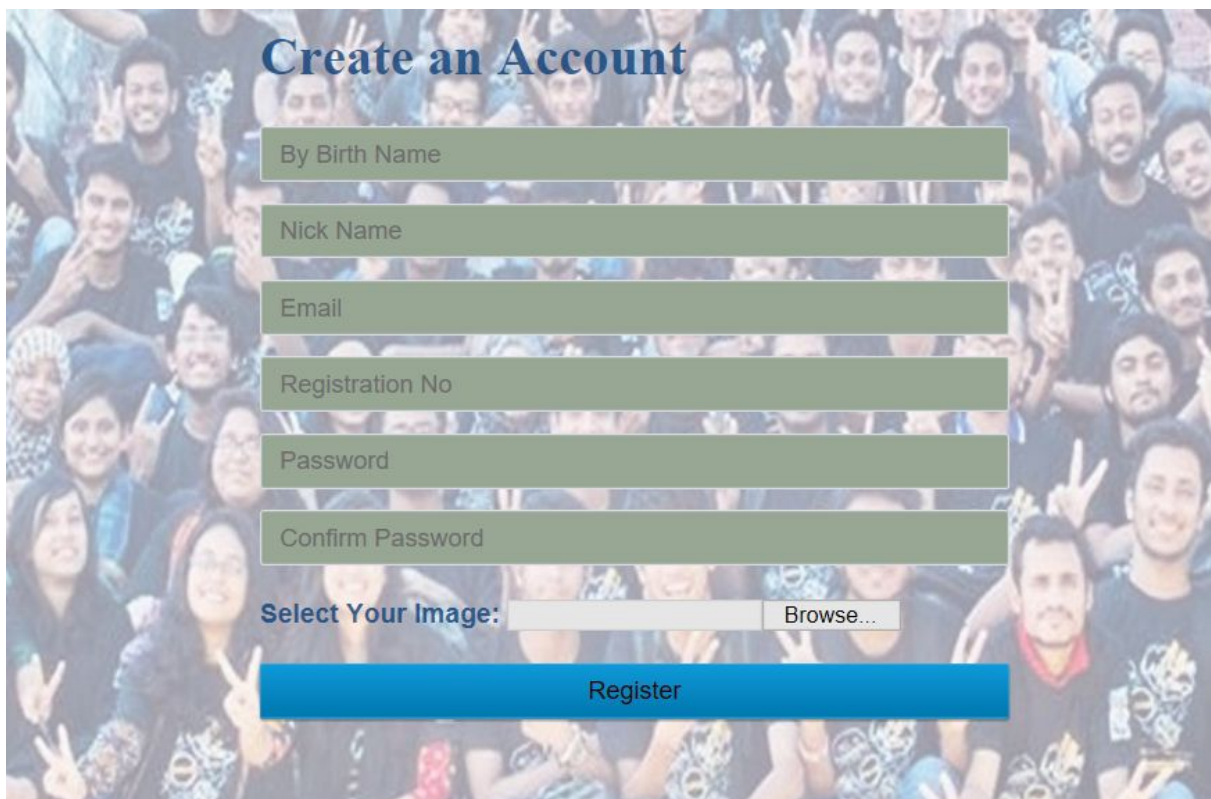 Create an Account
By Birth Name
Nick Name
Email
Registration No
Password
Confirm Password
Select Your Image: Browse...
Register